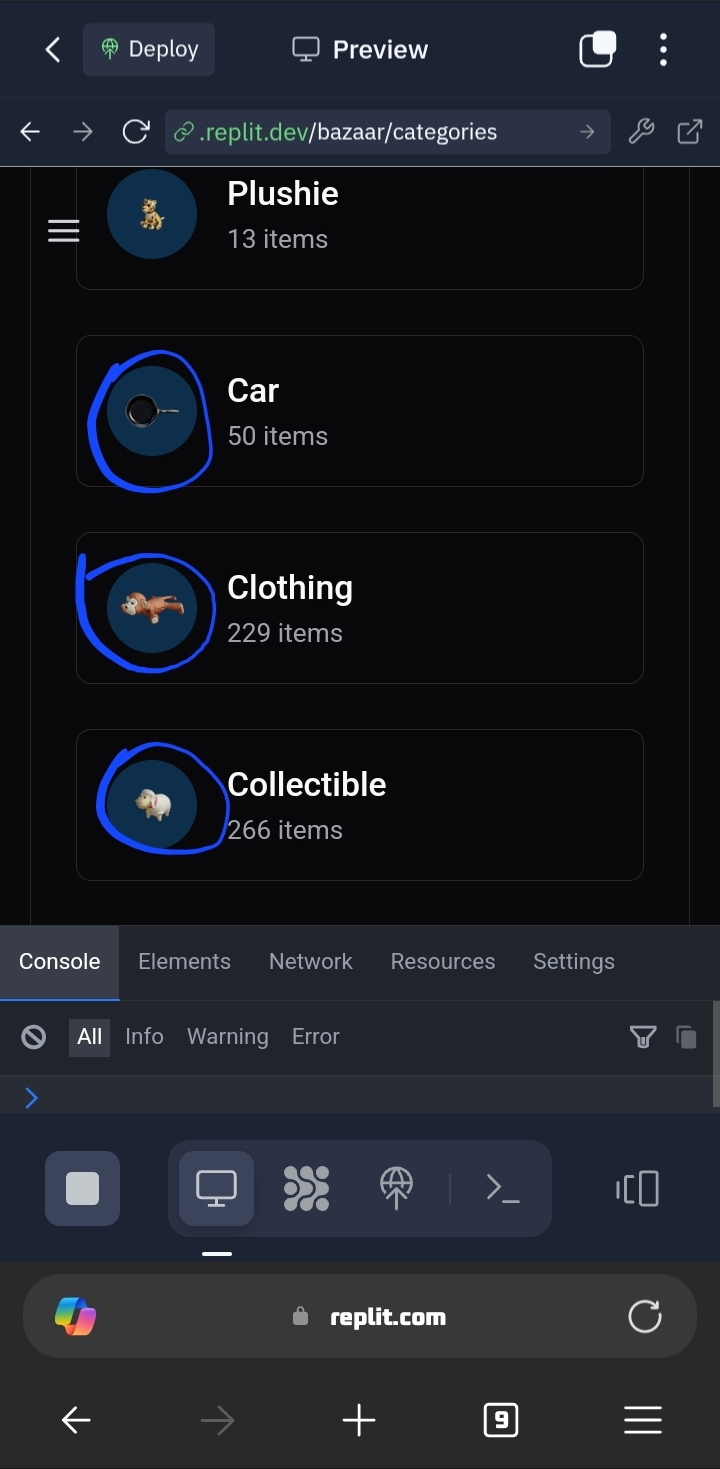 Deploy
Preview
.replit.dev/bazaar/categories
Plushie
13 items
Car
50 items
Clothing
229 items
Collectible
266 items
Console Elements Network Resources Settings
All Info Warning Error
replit.com
9